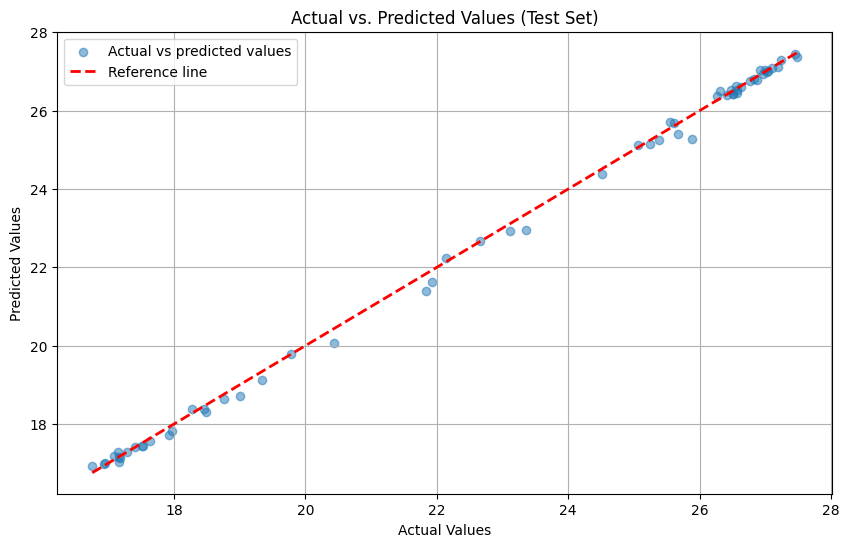 Actual vs. Predicted Values (Test Set)
Actual vs predicted values
Reference line
Predicted Values
28
26
24
22
20
18
18
20
22
24
26
28
Actual Values